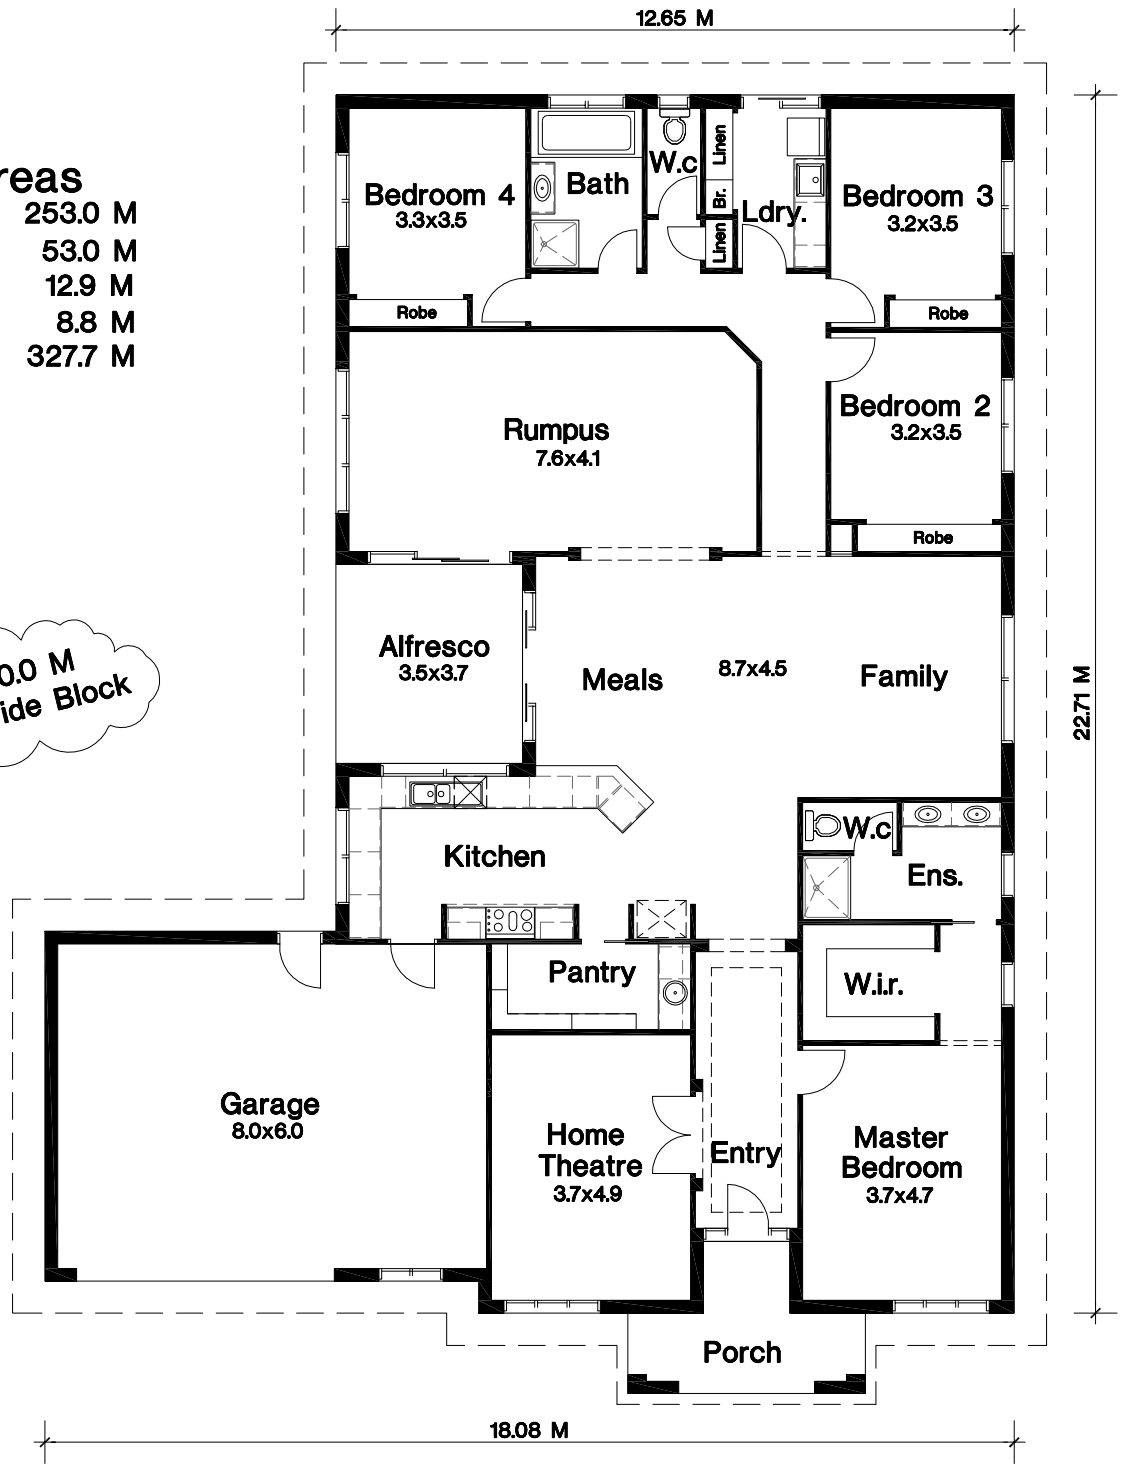 12.65 M
reas
253.0 M
53.0 M
12.9 M
8.8 M
327.7 M
Bedroom 4
3.3x3.5
Bath
W.c
Linen
Br.
Linen
Ldry.
Bedroom 3
3.2x3.5
Robe
Robe
Rumpus
7.6x4.1
Bedroom 2
3.2x3.5
Robe
Alfresco
3.5x3.7
Meals
8.7x4.5
Family
0.0 M
ide Block
22.71 M
Kitchen
W.c
Ens.
Pantry
W.i.r.
Garage
8.0x6.0
Home
Theatre
3.7x4.9
Entry
Master
Bedroom
3.7x4.7
Porch
18.08 M